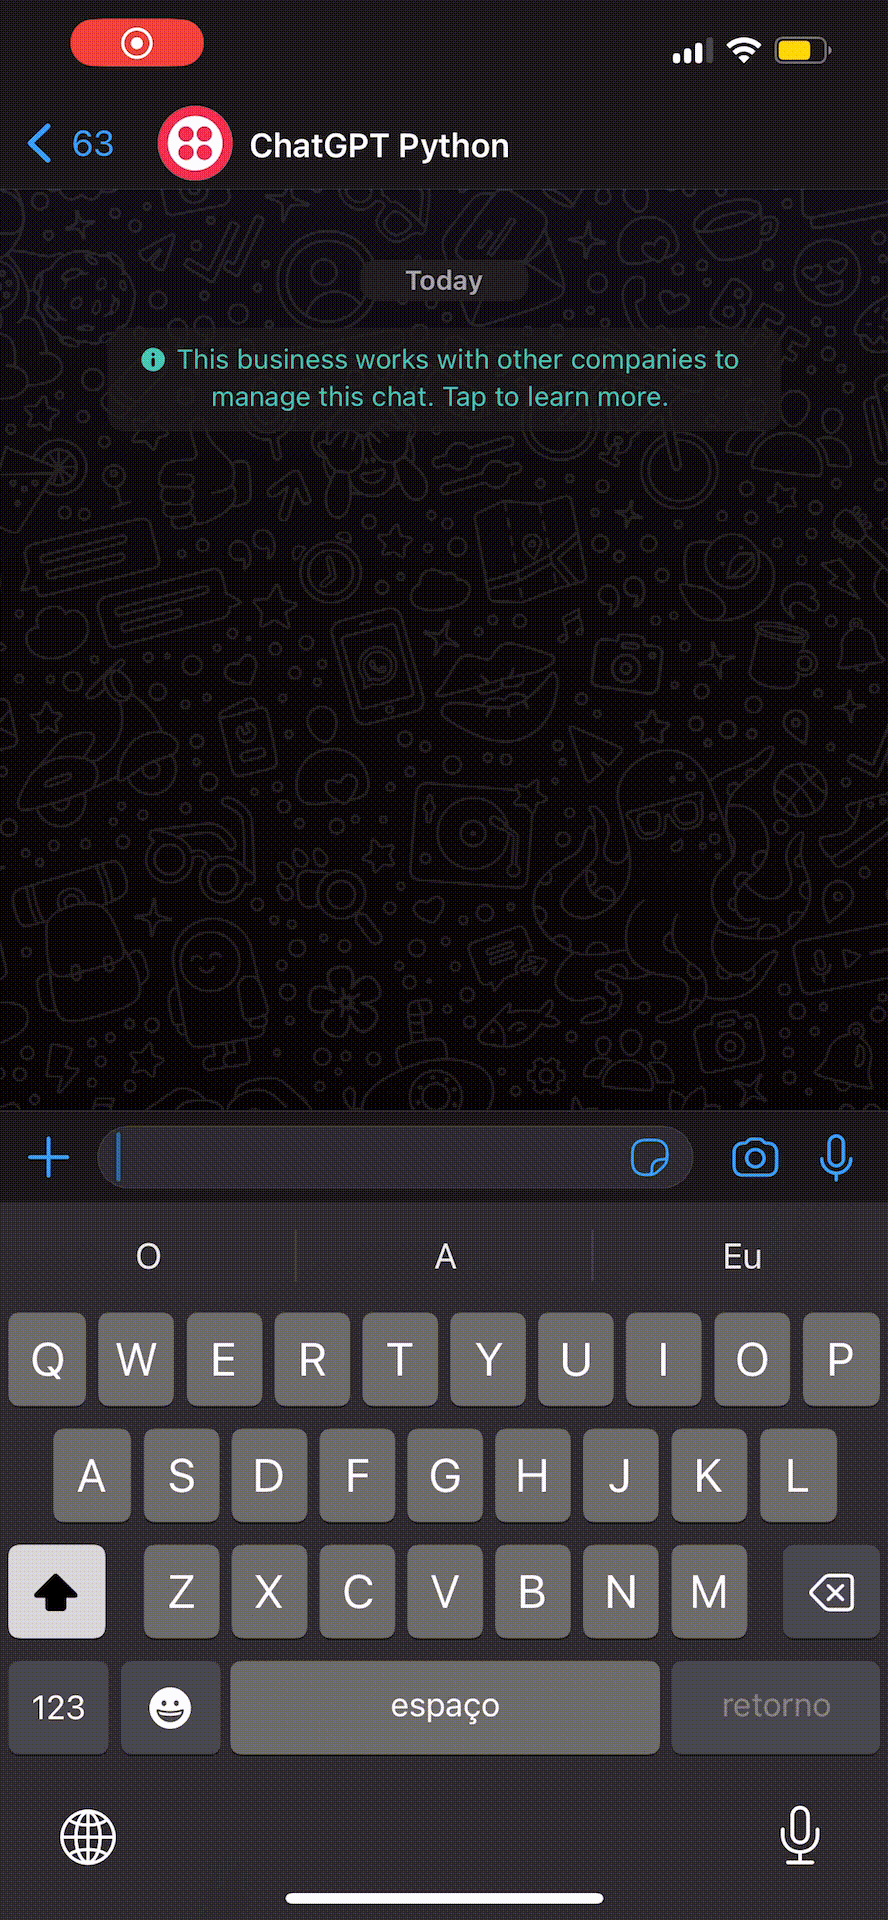 63
ChatGPT Python
Today
This business works with other companies to
manage this chat. Tap to learn more.
O A Eu
Q W E R T Y U I O P
A S D F G H J K L
Z X C V B N M
123 espaço retorno